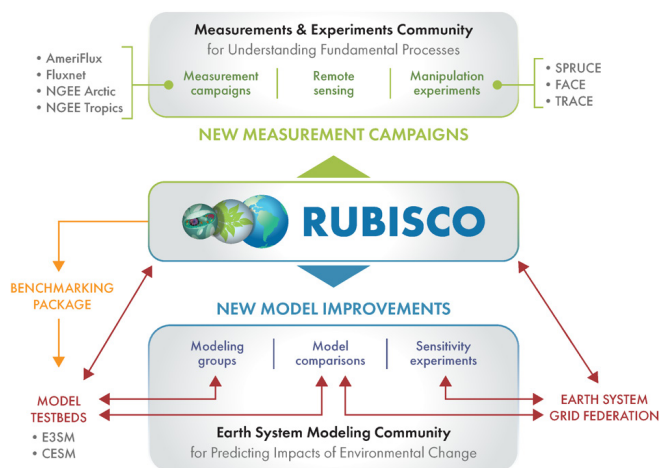 Measurements & Experiments Community
for Understanding Fundamental Processes
• AmeriFlux
• Fluxnet
• NGEE Arctic
• NGEE Tropics
Measurement
campaigns
Remote
sensing
Manipulation
experiments
• SPRUCE
• FACE
• TRACE
NEW MEASUREMENT CAMPAIGNS
RUBISCO
BENCHMARKING
PACKAGE
NEW MODEL IMPROVEMENTS
Modeling
groups
Model
comparisons
Sensitivity
experiments
MODEL
TESTBEDS
• E3SM
• CESM
EARTH SYSTEM
GRID FEDERATION
Earth System Modeling Community
for Predicting Impacts of Environmental Change